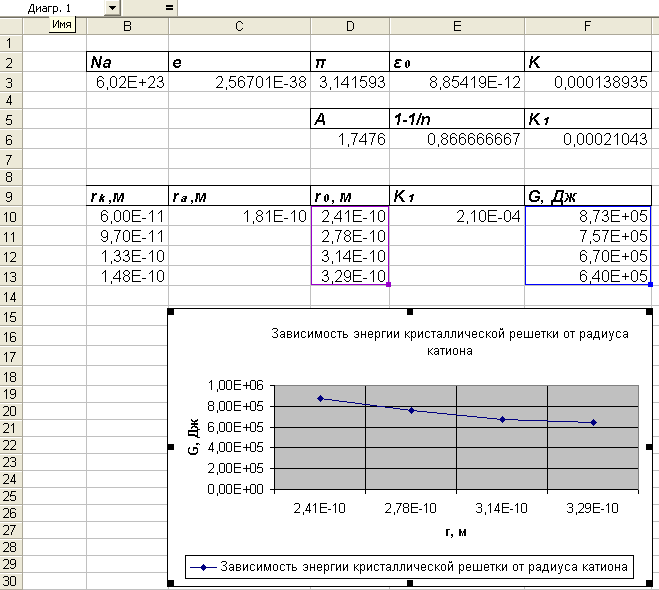 Диагр. 1 =
Имя
B C D E F
1
2 Na e π ε₀ K
3 6,02E+23 2,56701E-38 3,141593 8,85419E-12 0,000138935
4
5 A 1-1/n K₁
6 1,7476 0,866666667 0,00021043
7
8
9 rₖ,м rₐ,м r₀, м K₁ G, Дж
10 6,00E-11 1,81E-10 2,41E-10 2,10E-04 8,73E+05
11 9,70E-11 2,78E-10 7,57E+05
12 1,33E-10 3,14E-10 6,70E+05
13 1,48E-10 3,29E-10 6,40E+05
14
15
16
17
18
19
20
21
22
23
24
25
26
27
28
29
30
Зависимость энергии кристаллической решетки от радиуса
катиона
G, Дж
1,00E+06
8,00E+05
6,00E+05
4,00E+05
2,00E+05
0,00E+00
2,41E-10 2,78E-10 3,14E-10 3,29E-10
r, м
Зависимость энергии кристаллической решетки от радиуса катиона